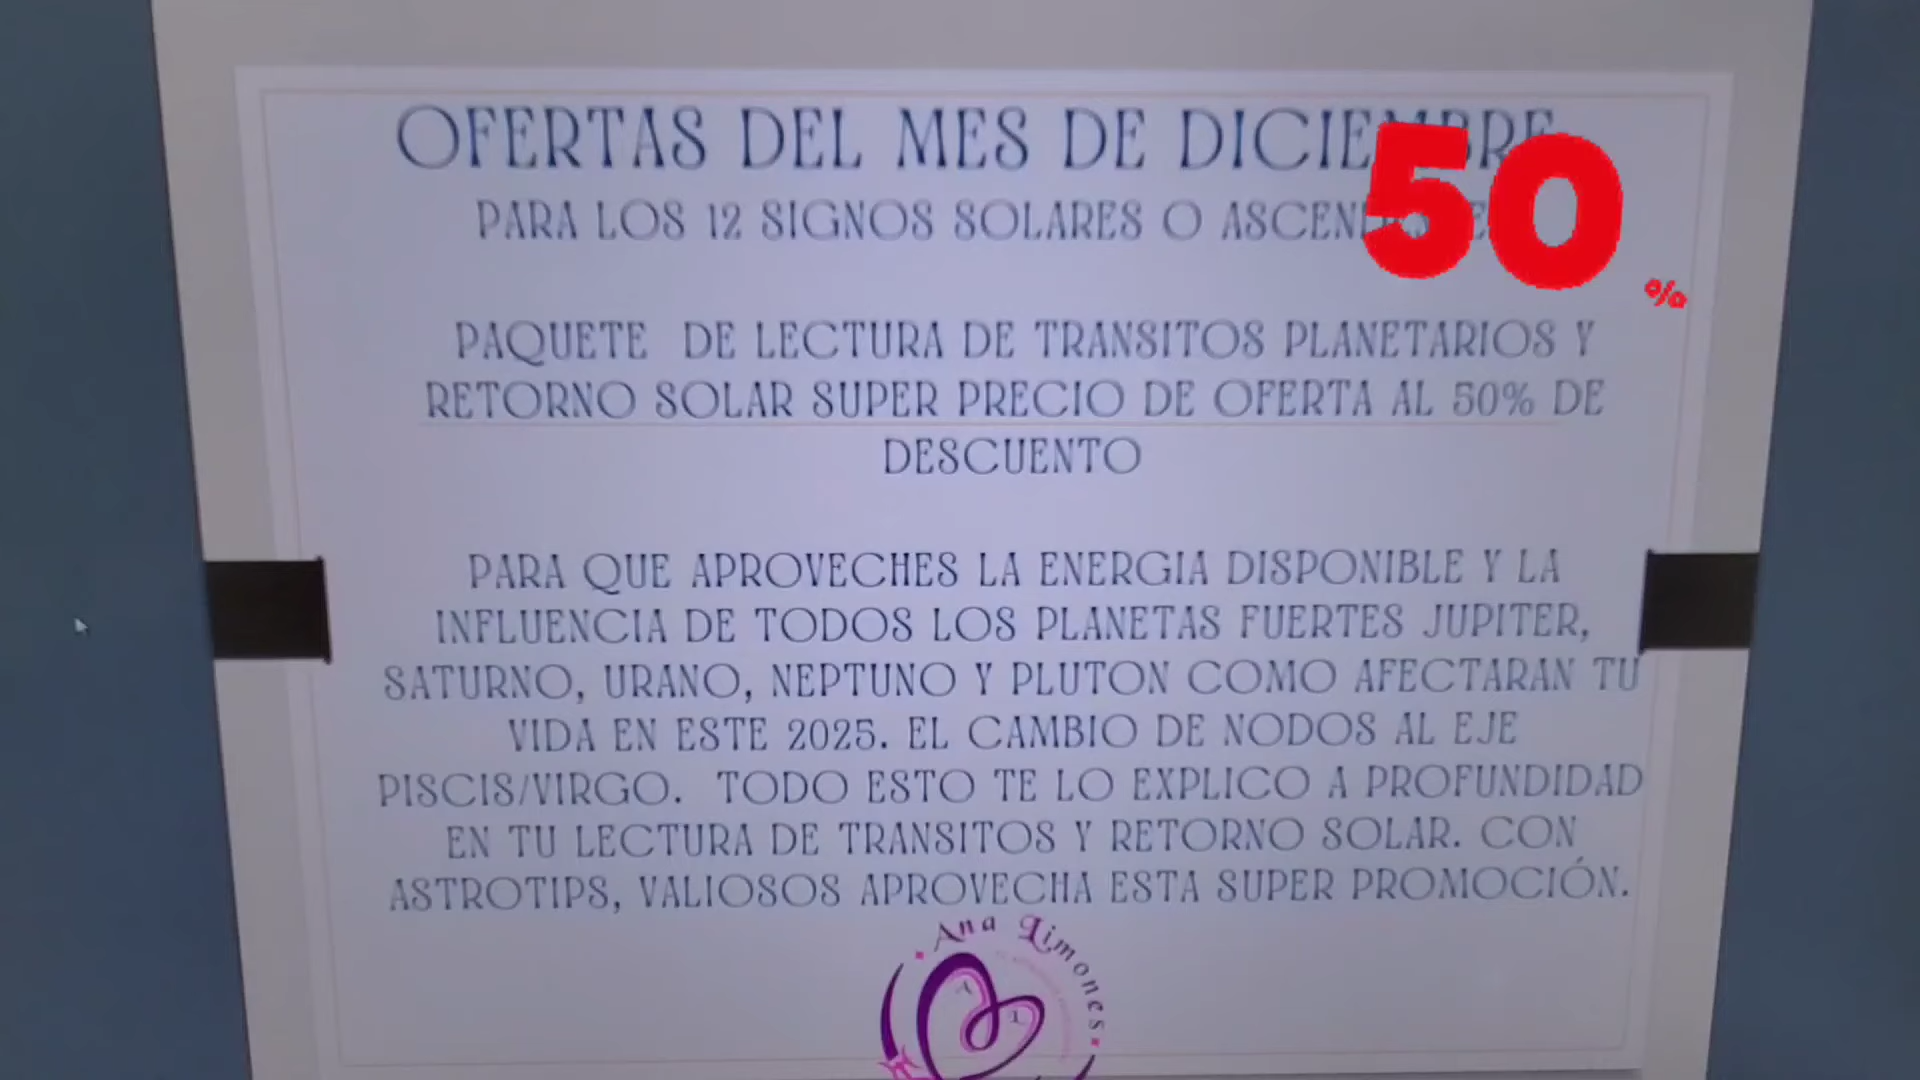 OFERTAS DEL MES DE DICIEMBRE
50
%
PARA LOS 12 SIGNOS SOLARES O
PAQUETE DE LECTURA DE TRANSITOS PLANETARIOS Y
RETORNO SOLAR SUPER PRECIO DE OFERTA AL 50% DE
DESCUENTO
PARA QUE APROVECHES LA ENERGIA DISPONIBLE Y LA
INFLUENCIA DE TODOS LOS PLANETAS FUERTES JUPITER,
SATURNO, URANO, NEPTUNO Y PLUTON COMO AFECTARAN TU
VIDA EN ESTE 2025. EL CAMBIO DE NODOS AL EJE
PISCIS/VIRGO. TODO ESTO TE LO EXPLICO A PROFUNDIDAD
EN TU LECTURA DE TRANSITOS Y RETORNO SOLAR. CON
ASTROTIPS, VALIOSOS APROVECHA ESTA SUPER PROMOCIÓN.
Ana Limones
A
L